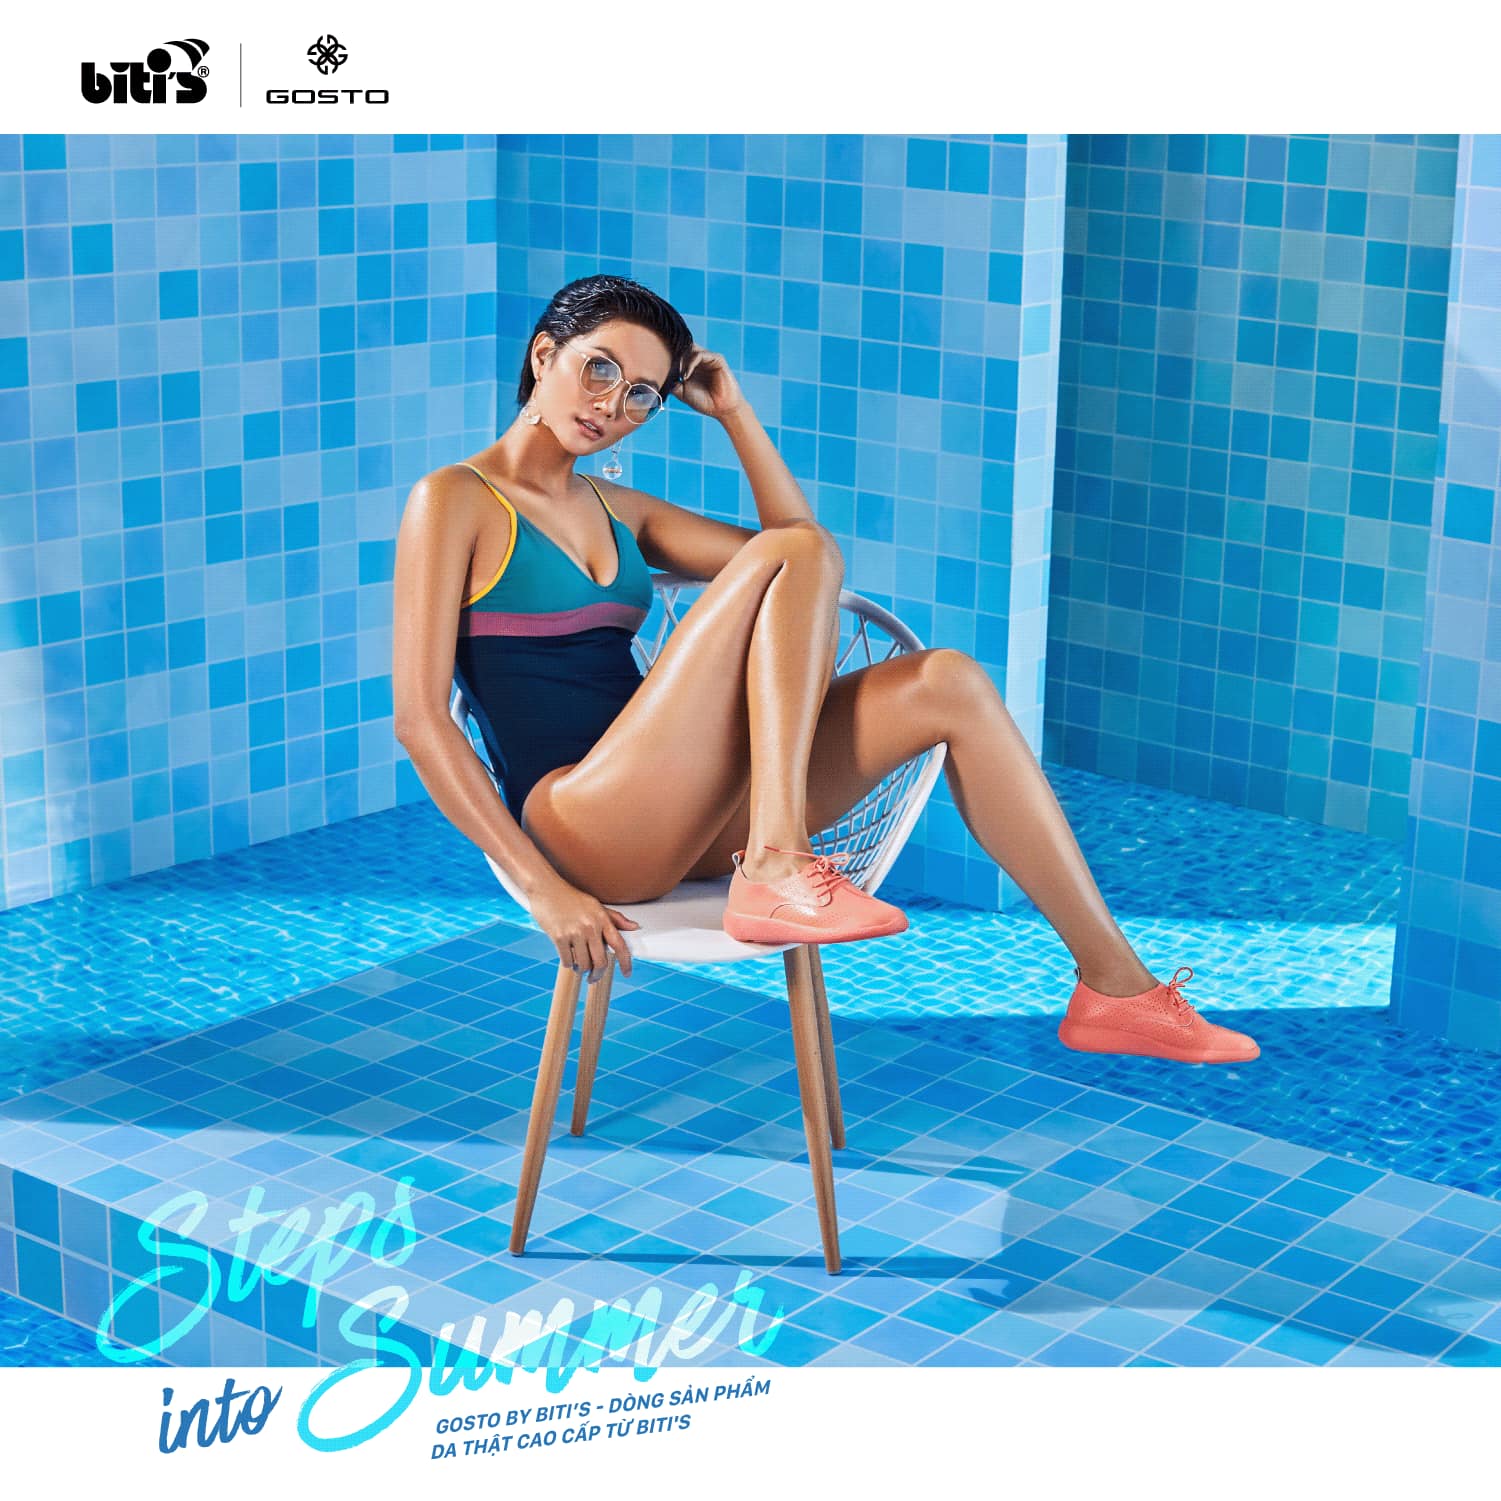 biti's®
GOSTO
Steps
into Summer
GOSTO BY BITI'S - DÒNG SẢN PHẨM
DA THẬT CAO CẤP TỪ BITI'S